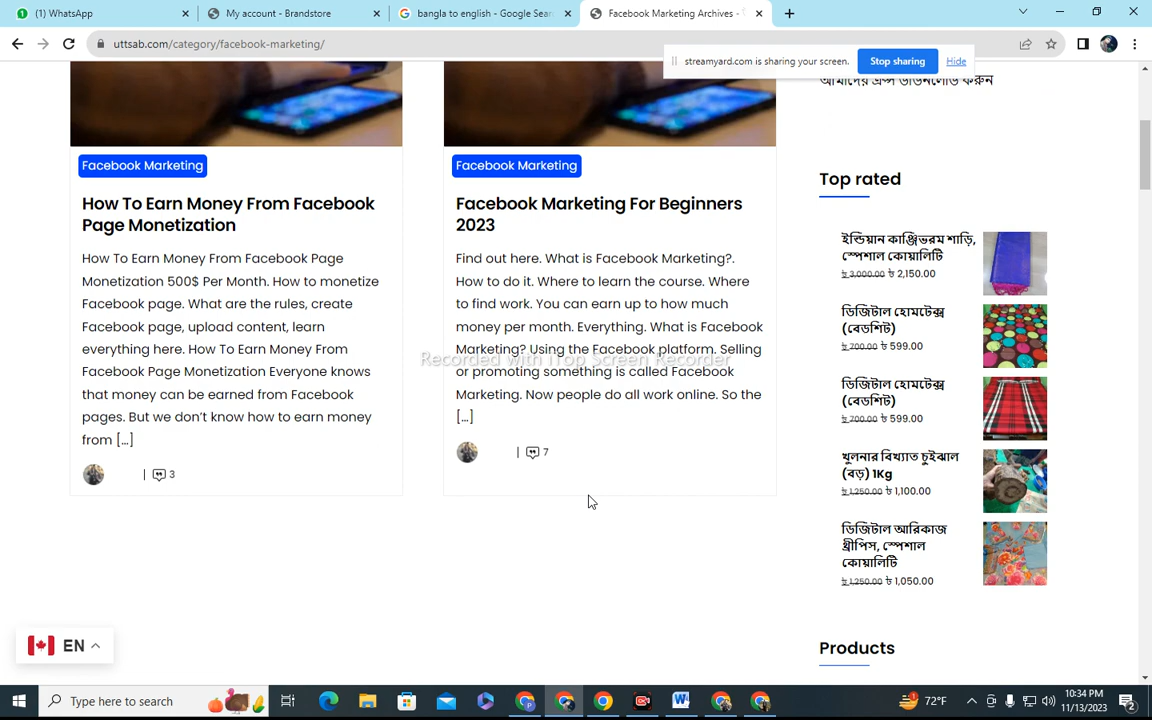 (1) WhatsApp
My account - Brandstore
bangla to english - Google Sear
Facebook Marketing Archives -
uttsab.com/category/facebook-marketing/
streamyard.com is sharing your screen.
Stop sharing
Hide
Facebook Marketing
How To Earn Money From Facebook
Page Monetization
How To Earn Money From Facebook Page
Monetization 500$ Per Month. How to monetize
Facebook page. What are the rules, create
Facebook page, upload content, learn
everything here. How To Earn Money From
Facebook Page Monetization Everyone knows
that money can be earned from Facebook
pages. But we don't know how to earn money
from [...]
| 3
Facebook Marketing
Facebook Marketing For Beginners
2023
Find out here. What is Facebook Marketing?.
How to do it. Where to learn the course. Where
to find work. You can earn up to how much
money per month. Everything. What is Facebook
Marketing? Using the Facebook platform. Selling
or promoting something is called Facebook
Marketing. Now people do all work online. So the
[...]
| 7
Recorded with iTop Screen Recorder
আমাদের এপ্স ডাউনলোড করুন
Top rated
ইন্ডিয়ান কাঞ্জিভরম শাড়ি,
স্পেশাল কোয়ালিটি
৳ 3,000.00 ৳ 2,150.00
ডিজিটাল হোমটেক্স
(বেডশিট)
৳ 700.00 ৳ 599.00
ডিজিটাল হোমটেক্স
(বেডশিট)
৳ 700.00 ৳ 599.00
খুলনার বিখ্যাত চুইঝাল
(বড়) 1Kg
৳ 1,250.00 ৳ 1,100.00
ডিজিটাল আরিকাজ
থ্রীপিস, স্পেশাল
কোয়ালিটি
৳ 1,250.00 ৳ 1,050.00
Products
EN
Type here to search
72°F
10:34 PM
11/13/2023
2